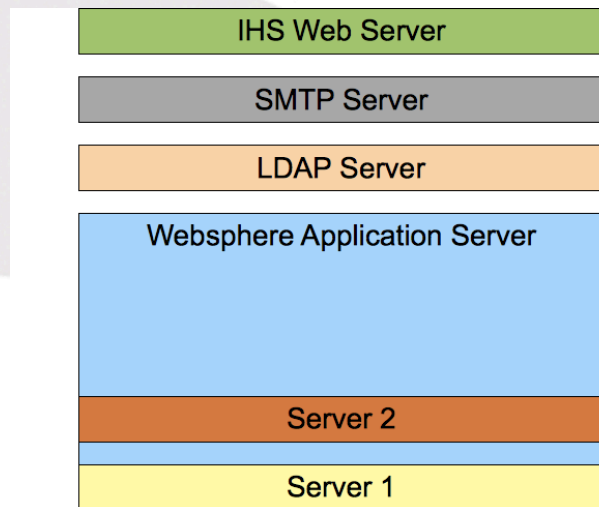 IHS Web Server
SMTP Server
LDAP Server
Websphere Application Server
Server 2
Server 1